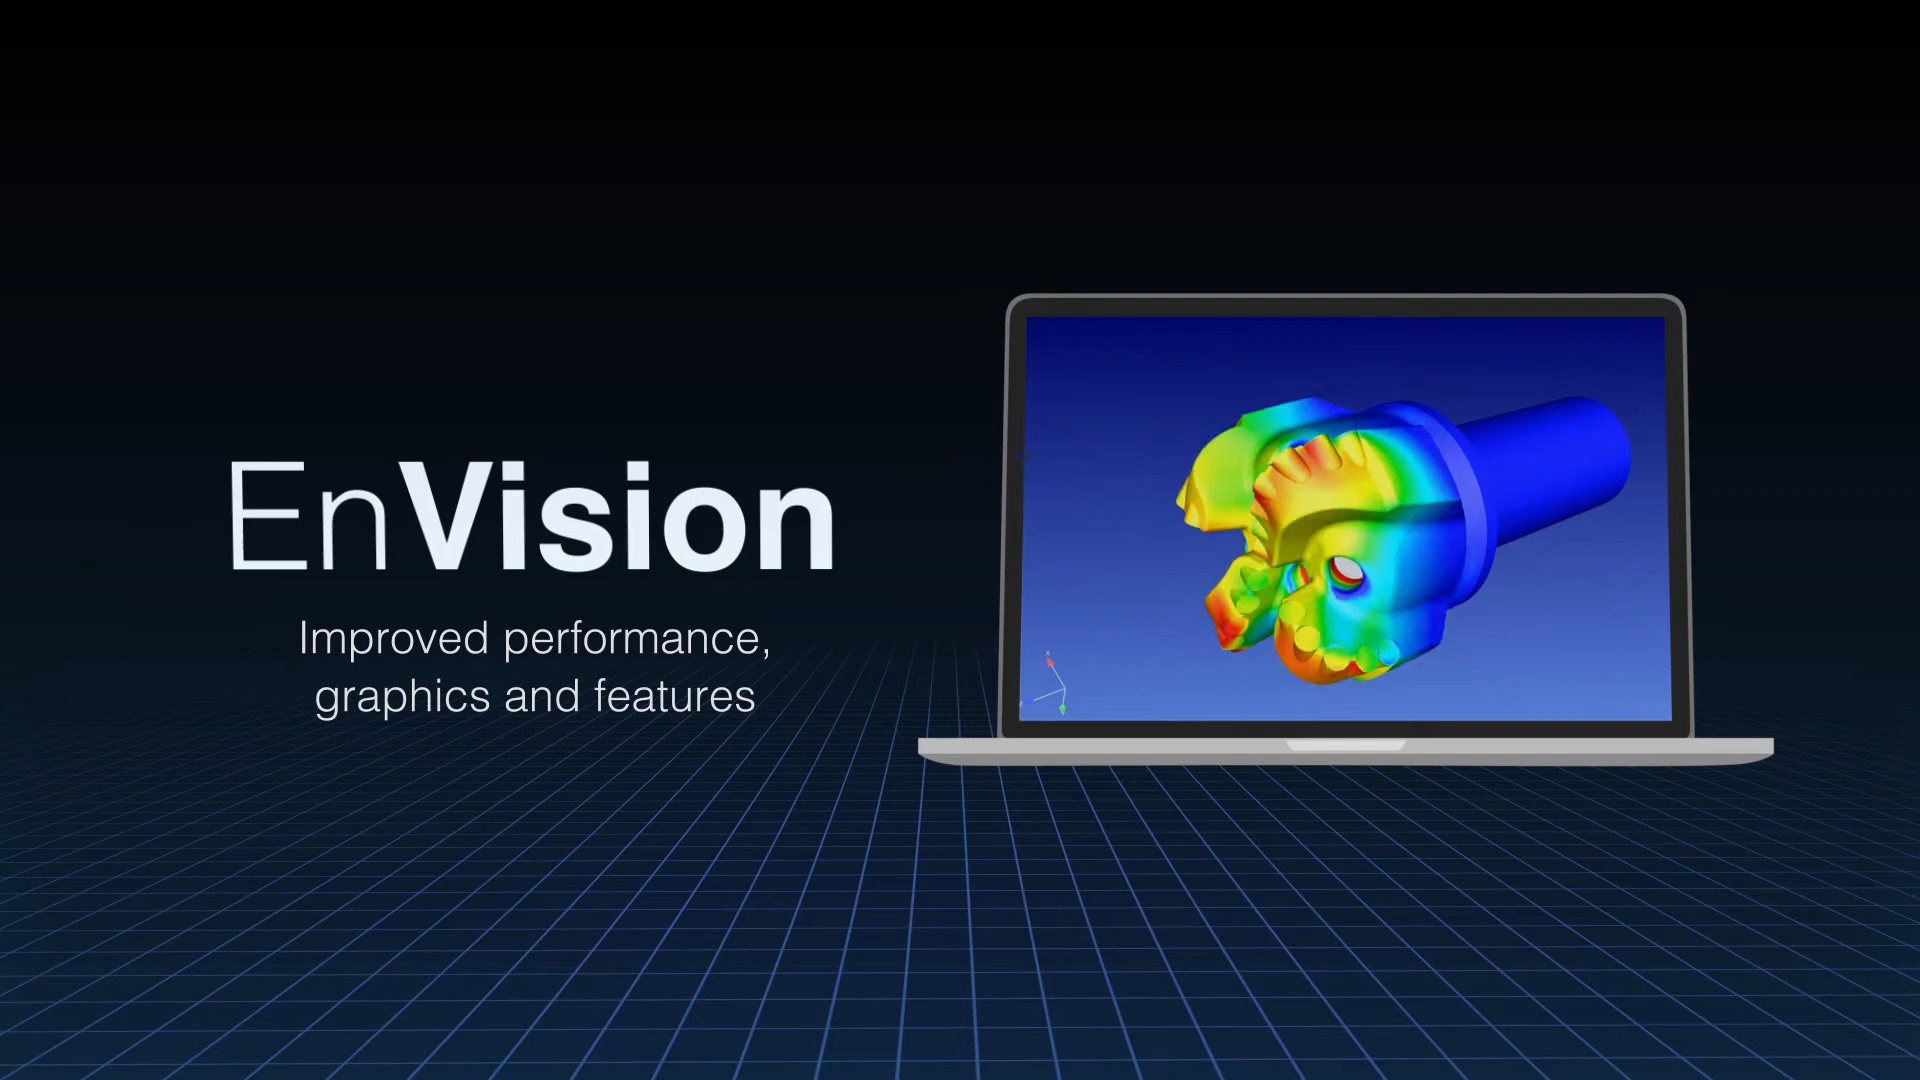 EnVision
Improved performance,
graphics and features
x